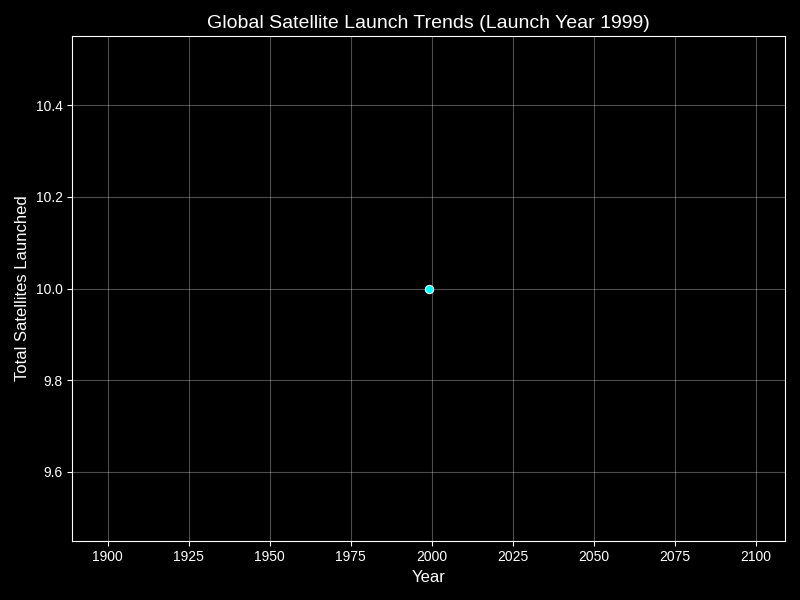 Global Satellite Launch Trends (Launch Year 1999)
Total Satellites Launched
10.4
10.2
10.0
9.8
9.6
1900 1925 1950 1975 2000 2025 2050 2075 2100
Year